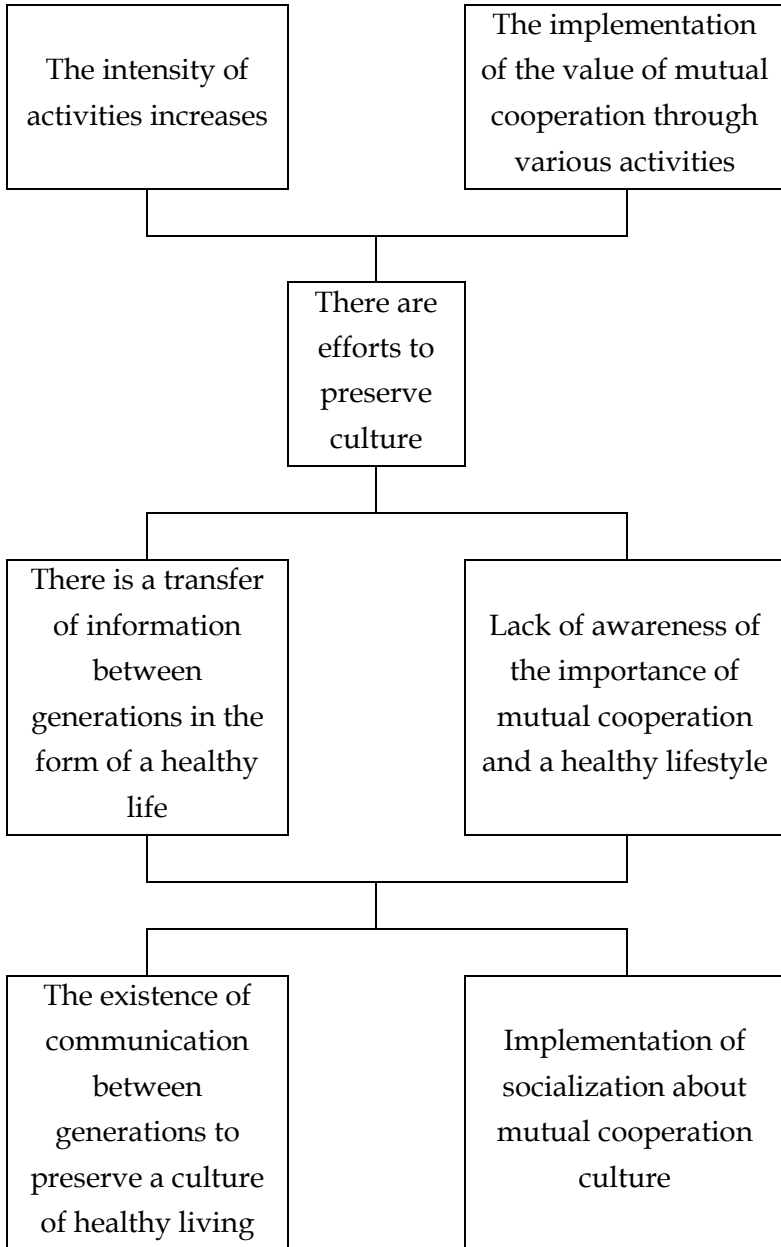 The intensity of
activities increases
The implementation
of the value of mutual
cooperation through
various activities
There are
efforts to
preserve
culture
There is a transfer
of information
between
generations in the
form of a healthy
life
Lack of awareness of
the importance of
mutual cooperation
and a healthy lifestyle
The existence of
communication
between
generations to
preserve a culture
of healthy living
Implementation of
socialization about
mutual cooperation
culture